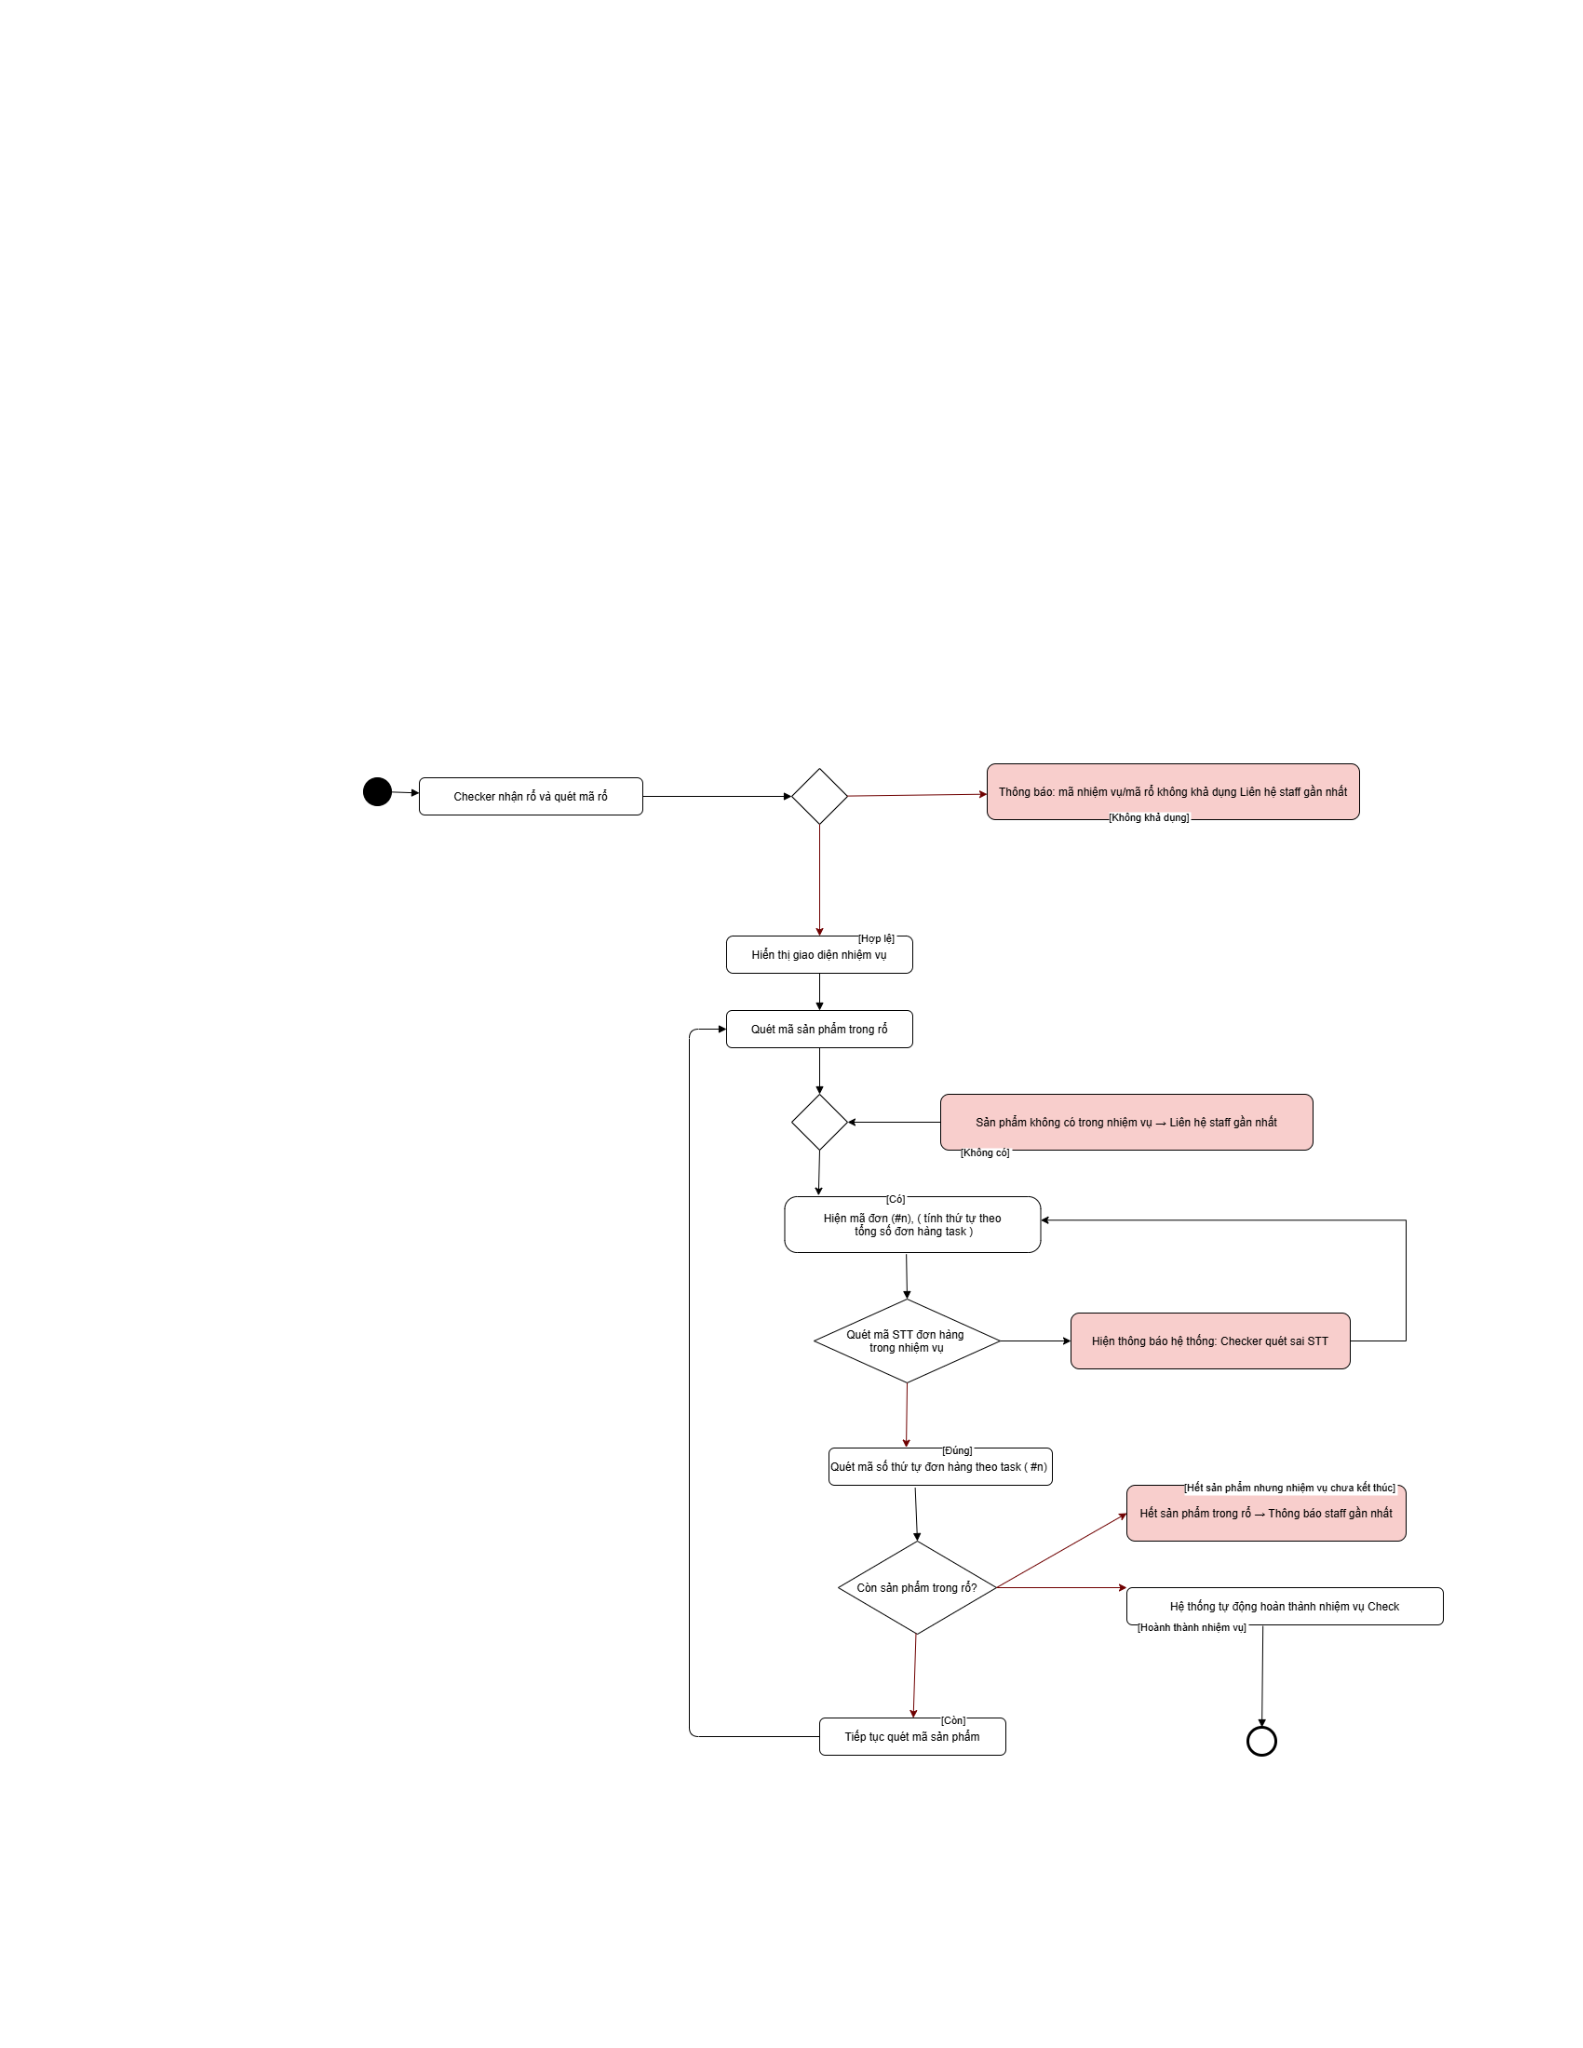 Checker nhận rổ và quét mã rổ
Thông báo: mã nhiệm vụ/mã rổ không khả dụng Liên hệ staff gần nhất
[Không khả dụng]
[Hợp lệ]
Hiển thị giao diện nhiệm vụ
Quét mã sản phẩm trong rổ
Sản phẩm không có trong nhiệm vụ → Liên hệ staff gần nhất
[Không có]
[Có]
Hiện mã đơn (#n), ( tính thứ tự theo
tổng số đơn hàng task )
Quét mã STT đơn hàng
trong nhiệm vụ
Hiện thông báo hệ thống: Checker quét sai STT
[Đúng]
Quét mã số thứ tự đơn hàng theo task ( #n)
[Hết sản phẩm nhưng nhiệm vụ chưa kết thúc]
Hết sản phẩm trong rổ → Thông báo staff gần nhất
Còn sản phẩm trong rổ?
Hệ thống tự động hoàn thành nhiệm vụ Check
[Hoành thành nhiệm vụ]
[Còn]
Tiếp tục quét mã sản phẩm